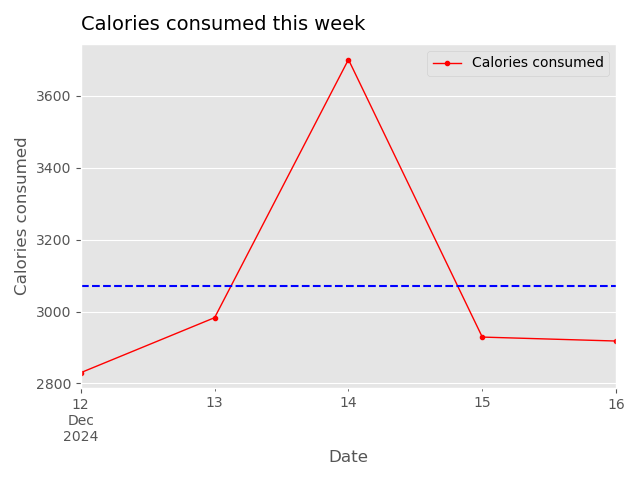 Calories consumed this week
Calories consumed
3600
3400
3200
3000
2800
Calories consumed
12
Dec
2024
13
14
15
16
Date